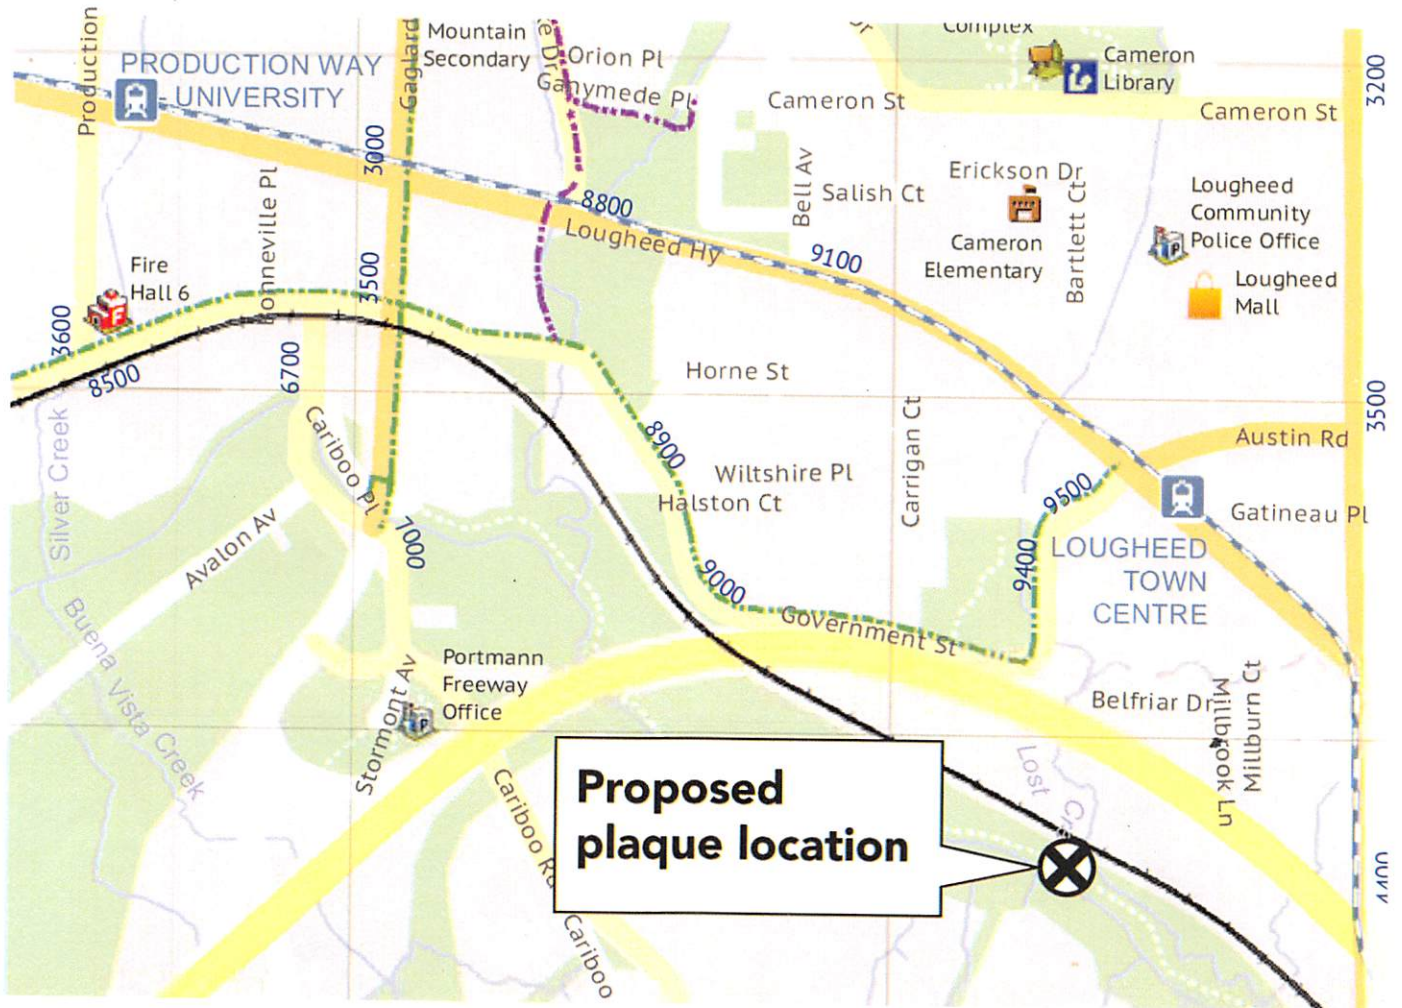 Production
Gaglard
Mountain
Secondary
Orion Pl
Ganymede Pl
Complex
Cameron
Library
3200
PRODUCTION WAY
UNIVERSITY
Cameron St
Cameron St
3000
Bonneville Pl
8800
Lougheed Hy
Bell Av
Salish Ct
Erickson Dr
Cameron
Elementary
Bartlett Ct
Lougheed
Community
Police Office
Lougheed
Mall
9100
Fire
Hall 6
3500
3600
8500
6700
Horne St
3500
Austin Rd
Silver Creek
Cariboo Pl
8900
Wiltshire Pl
Halston Ct
Carrigan Ct
9500
Gatineau Pl
Avalon Av
7000
9000
9400
LOUGHEED
TOWN
CENTRE
Government St
Buena Vista Creek
Stormont Av
Portmann
Freeway
Office
Belfriar Dr
Millbrook Ln
Millburn Ct
Cariboo Rd
Cariboo
Lost
Proposed
plaque location
4400